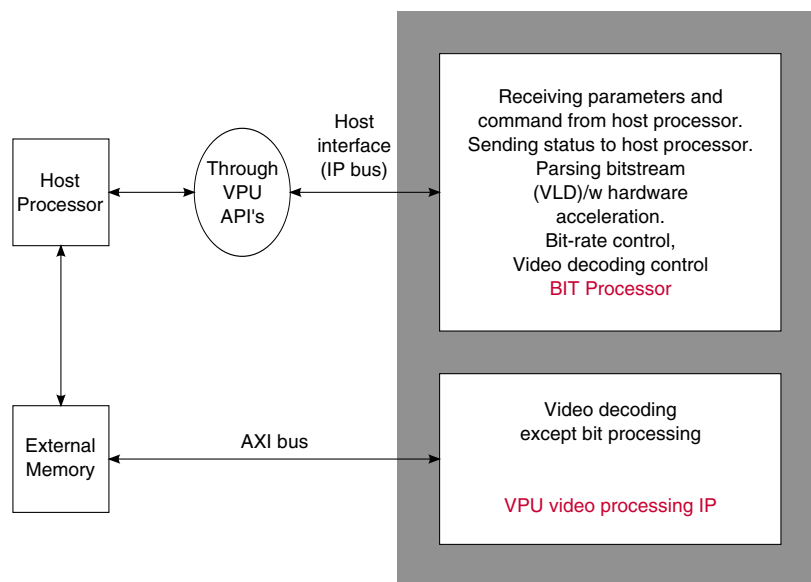 Host
Processor
Through
VPU
API's
Host
interface
(IP bus)
Receiving parameters and
command from host processor.
Sending status to host processor.
Parsing bitstream
(VLD)/w hardware
acceleration.
Bit-rate control,
Video decoding control
BIT Processor
External
Memory
AXI bus
Video decoding
except bit processing
VPU video processing IP